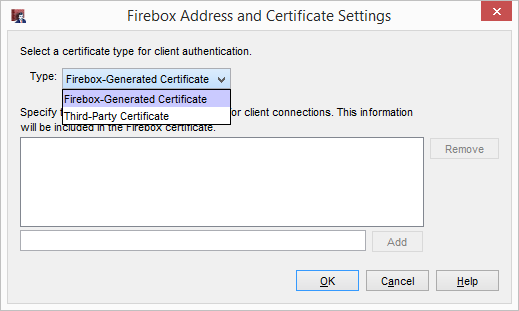 Firebox Address and Certificate Settings
Select a certificate type for client authentication.
Type: Firebox-Generated Certificate
Firebox-Generated Certificate
Third-Party Certificate
Specify or client connections. This information
will be included in the Firebox certificate.
Remove
Add
OK
Cancel
Help